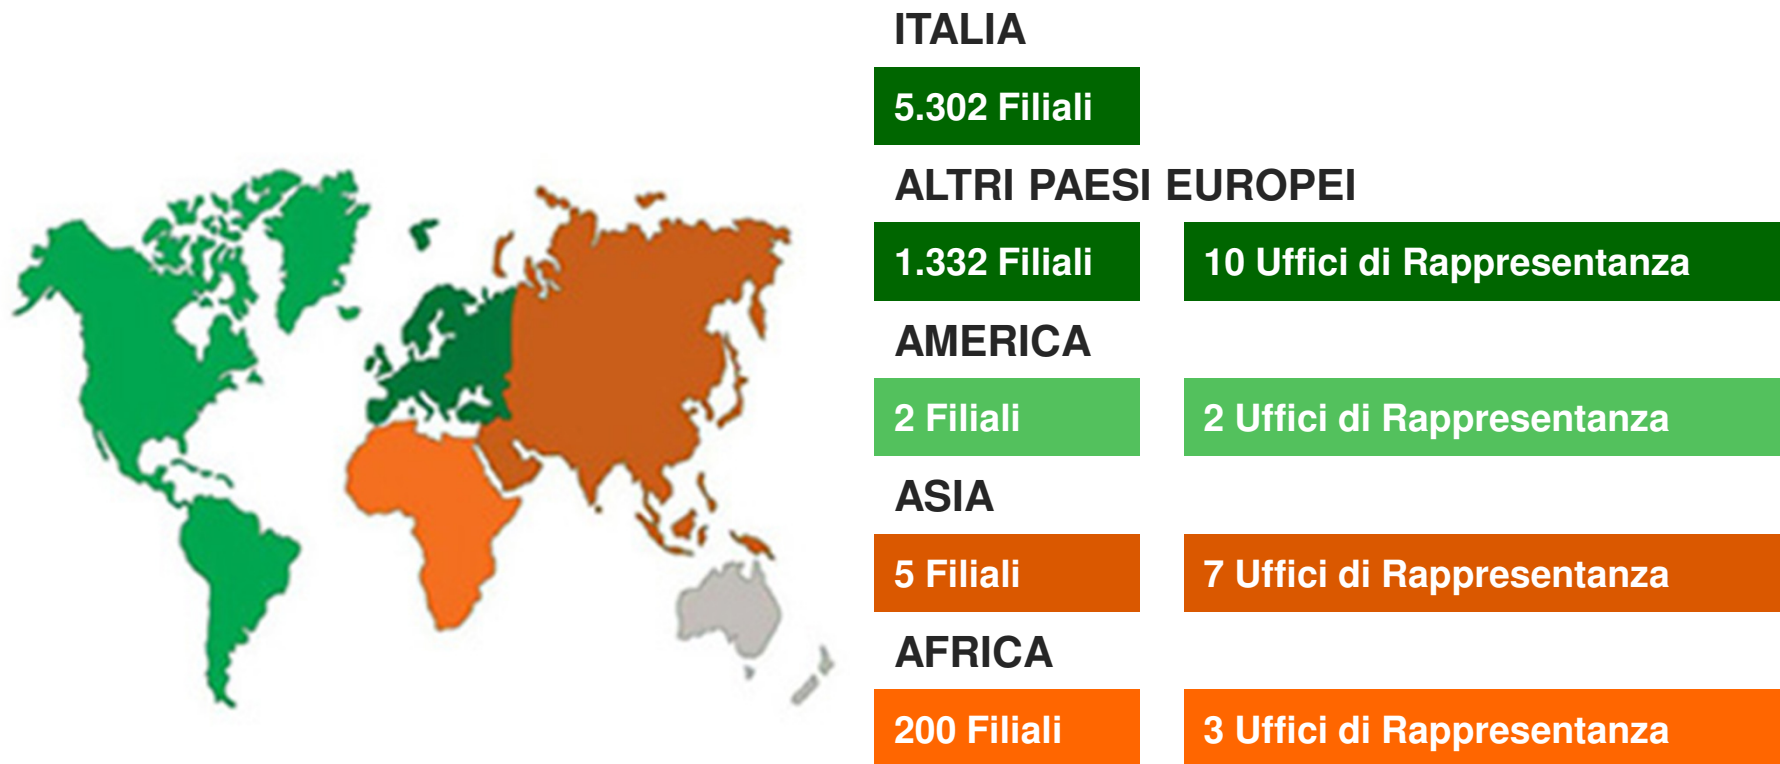 ITALIA
5.302 Filiali
ALTRI PAESI EUROPEI
1.332 Filiali
10 Uffici di Rappresentanza
AMERICA
2 Filiali
2 Uffici di Rappresentanza
ASIA
5 Filiali
7 Uffici di Rappresentanza
AFRICA
200 Filiali
3 Uffici di Rappresentanza